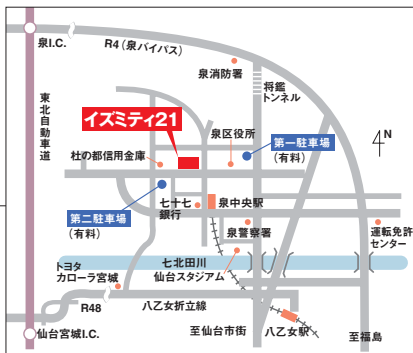 泉I.C.
R4（泉バイパス）
泉消防署
将鑑
トンネル
東北自動車道
イズミティ21
泉区役所
第一駐車場
（有料）
N
杜の都信用金庫
第二駐車場
（有料）
七十七
銀行
泉中央駅
泉警察署
運転免許
センター
七北田川
仙台スタジアム
トヨタ
カローラ宮城
八乙女折立線
R48
仙台宮城I.C.
至仙台市街
八乙女駅
至福島